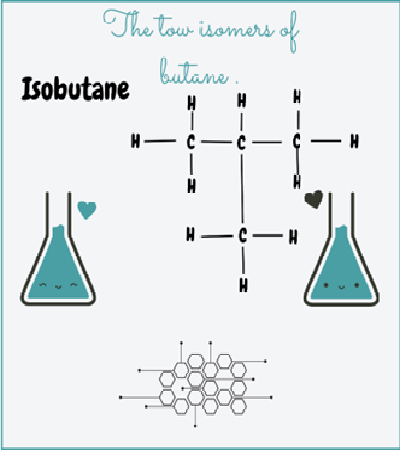 The tow isomers of
butane .
Isobutane
H H H
H C C C H
H H
H C H
H